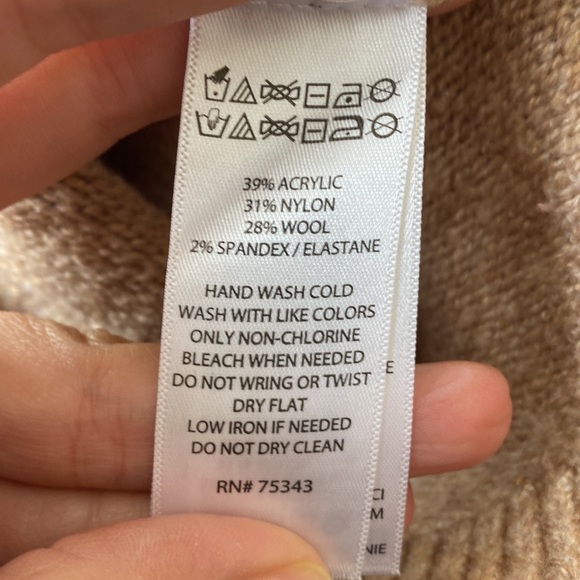 39% ACRYLIC
31% NYLON
28% WOOL
2% SPANDEX / ELASTANE
HAND WASH COLD
WASH WITH LIKE COLORS
ONLY NON-CHLORINE
BLEACH WHEN NEEDED
DO NOT WRING OR TWIST
DRY FLAT
LOW IRON IF NEEDED
DO NOT DRY CLEAN
RN# 75343
E
CI
M
NIE